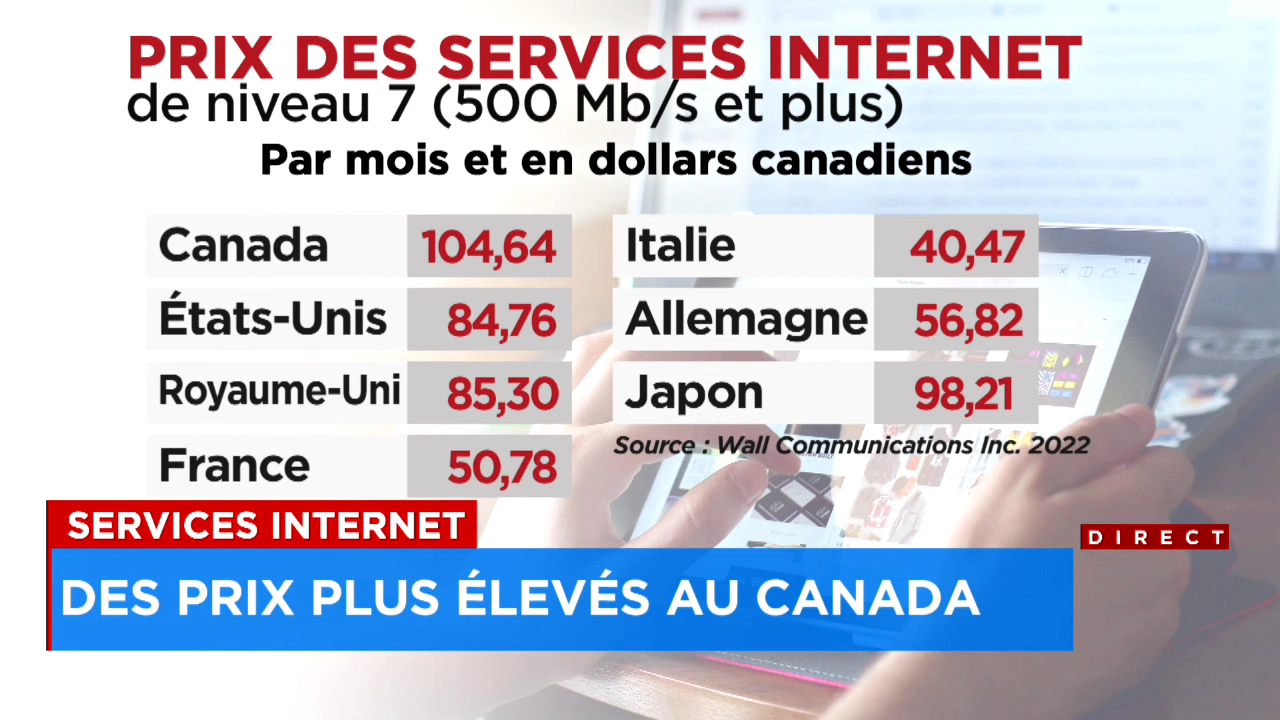 PRIX DES SERVICES INTERNET
de niveau 7 (500 Mb/s et plus)
Par mois et en dollars canadiens
Canada 104,64
États-Unis 84,76
Royaume-Uni 85,30
France 50,78
Italie 40,47
Allemagne 56,82
Japon 98,21
Source : Wall Communications Inc. 2022
SERVICES INTERNET
DES PRIX PLUS ÉLEVÉS AU CANADA
DIRECT